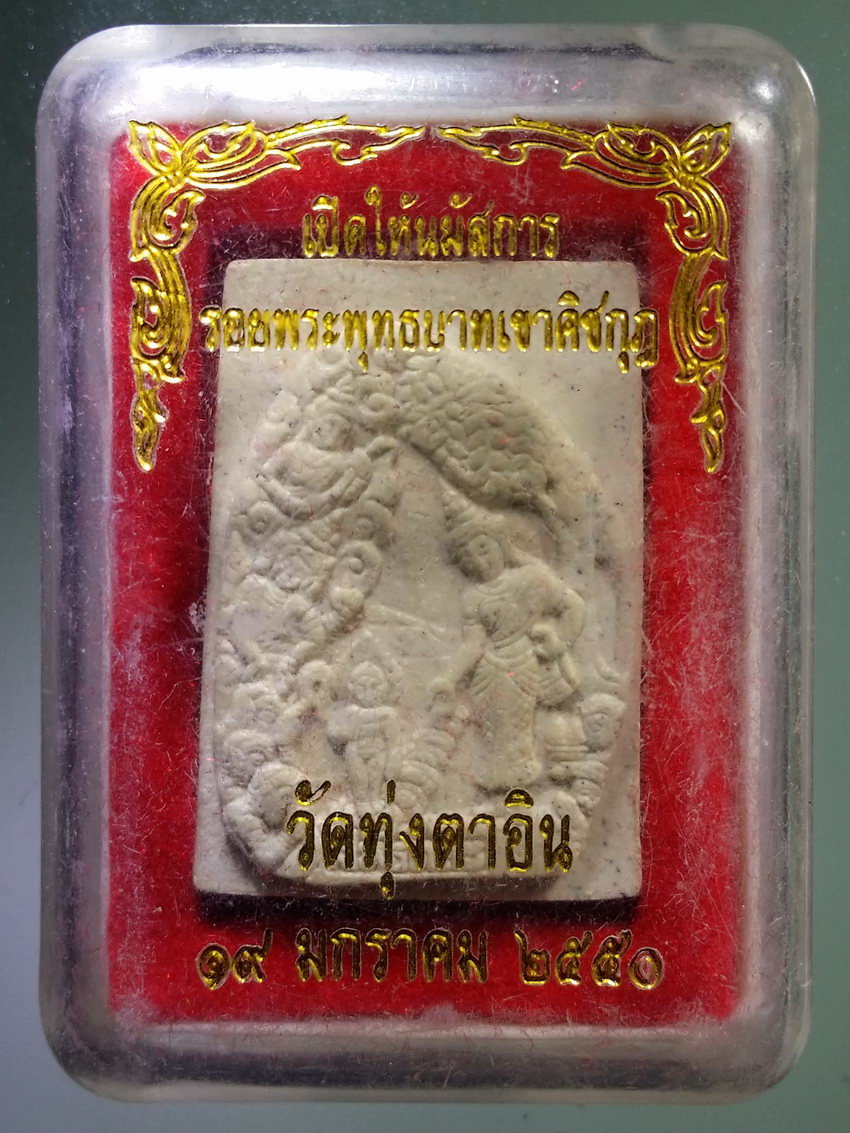 เปิดให้นมัสการ
รอยพระพุทธบาทเขาคิชกุฏ
วัดทุ่งตาอิน
๑๙ มกราคม ๒๕๕๐